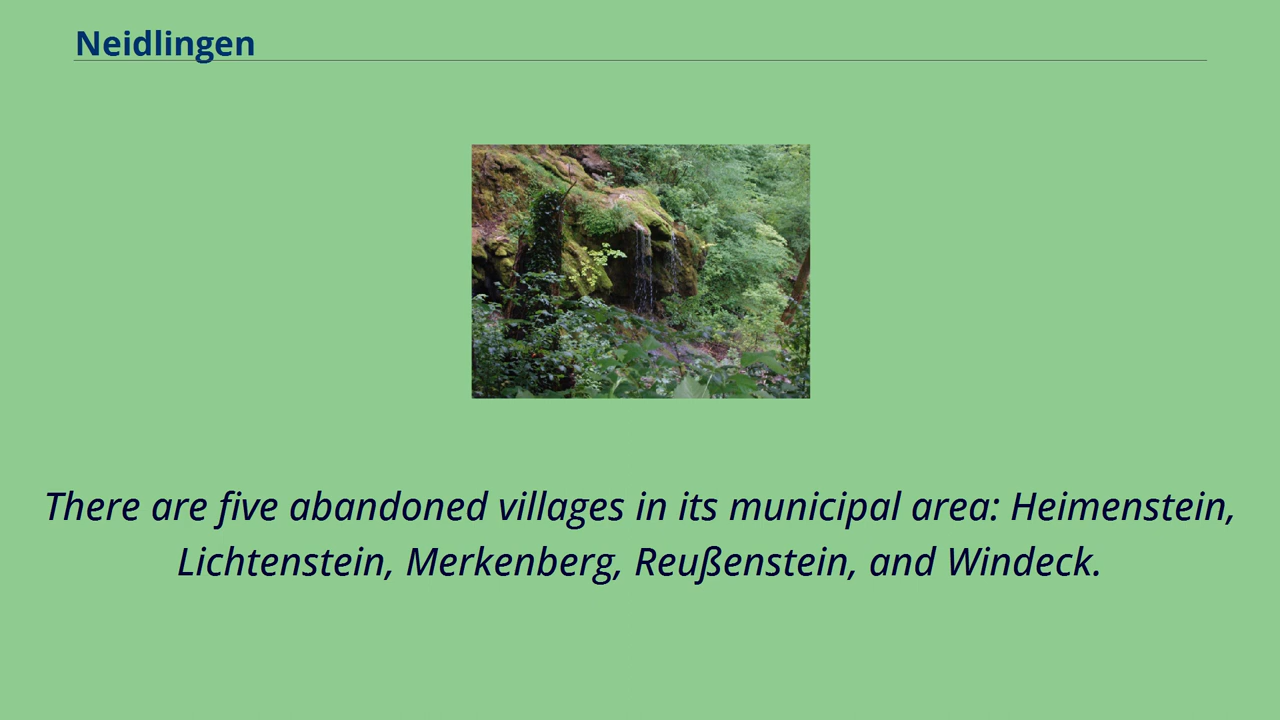 Neidlingen
There are five abandoned villages in its municipal area: Heimenstein,
Lichtenstein, Merkenberg, Reußenstein, and Windeck.